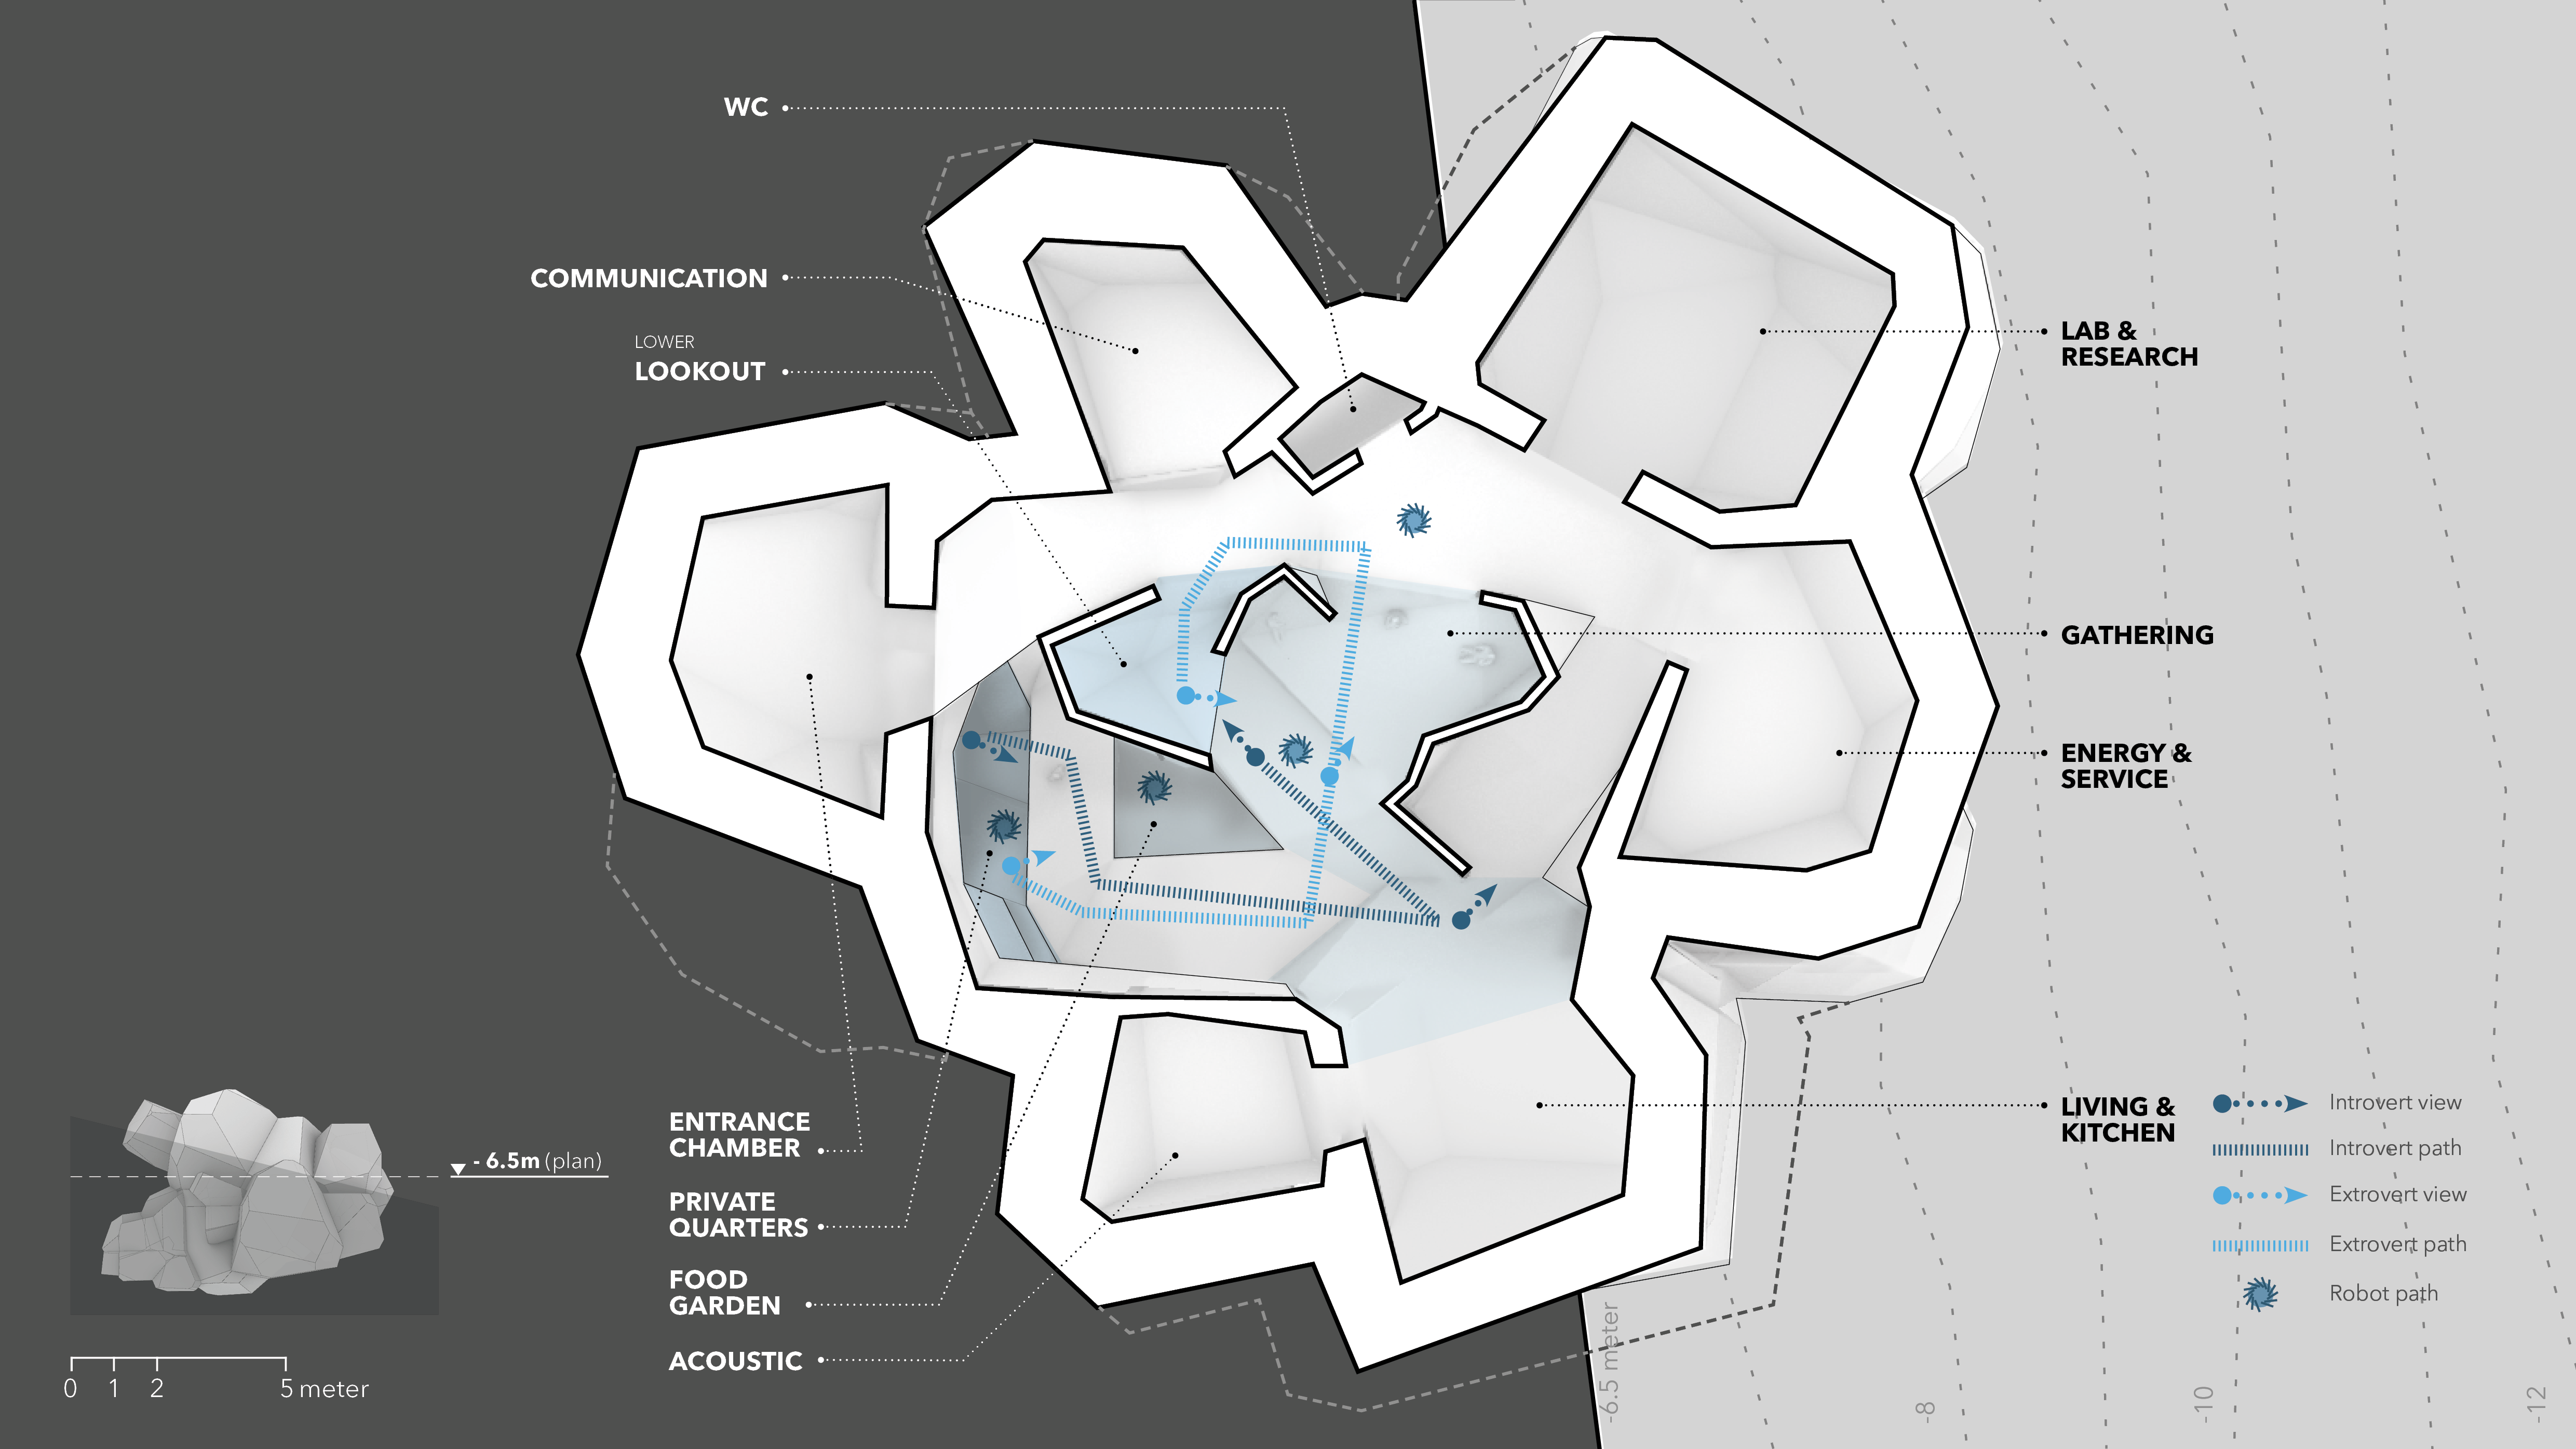 WC
COMMUNICATION
LOWER
LOOKOUT
LAB &
RESEARCH
GATHERING
ENERGY &
SERVICE
LIVING &
KITCHEN
ENTRANCE
CHAMBER
PRIVATE
QUARTERS
FOOD
GARDEN
ACOUSTIC
- 6.5m (plan)
0 1 2 5 meter
Introvert view
Introvert path
Extrovert view
Extrovert path
Robot path
-6.5 meter
-8
-10
-12